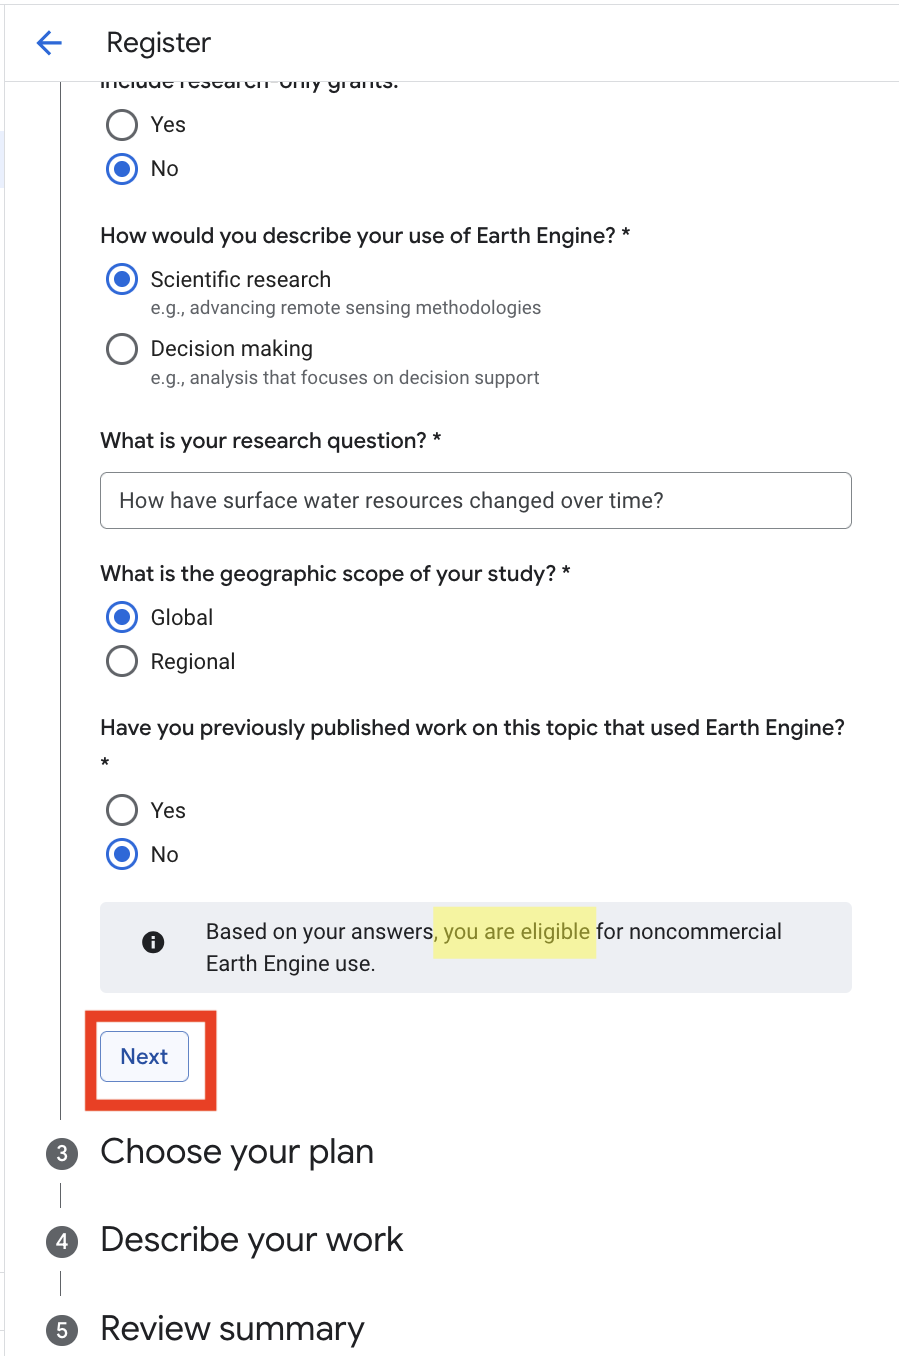 Register
include research-only grants.
Yes
No
How would you describe your use of Earth Engine? *
Scientific research
e.g., advancing remote sensing methodologies
Decision making
e.g., analysis that focuses on decision support
What is your research question? *
How have surface water resources changed over time?
What is the geographic scope of your study? *
Global
Regional
Have you previously published work on this topic that used Earth Engine?
*
Yes
No
Based on your answers, you are eligible for noncommercial
Earth Engine use.
Next
3 Choose your plan
4 Describe your work
5 Review summary